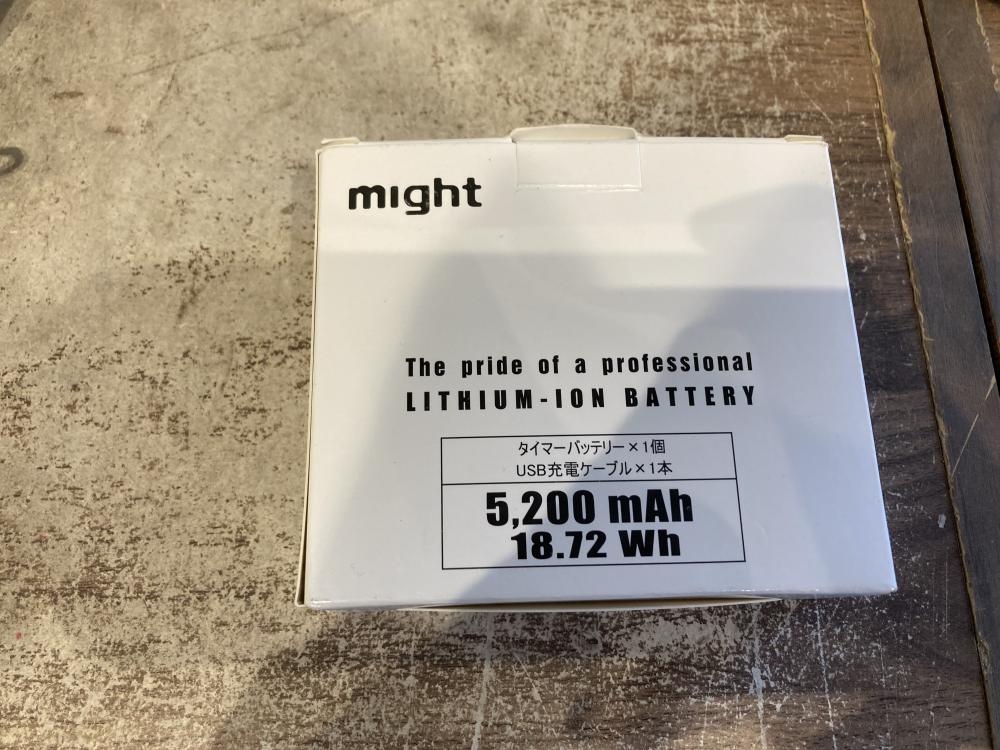 might
The pride of a professional
LITHIUM-ION BATTERY
タイマーバッテリー×1個
USB充電ケーブル×1本
5,200 mAh
18.72 Wh